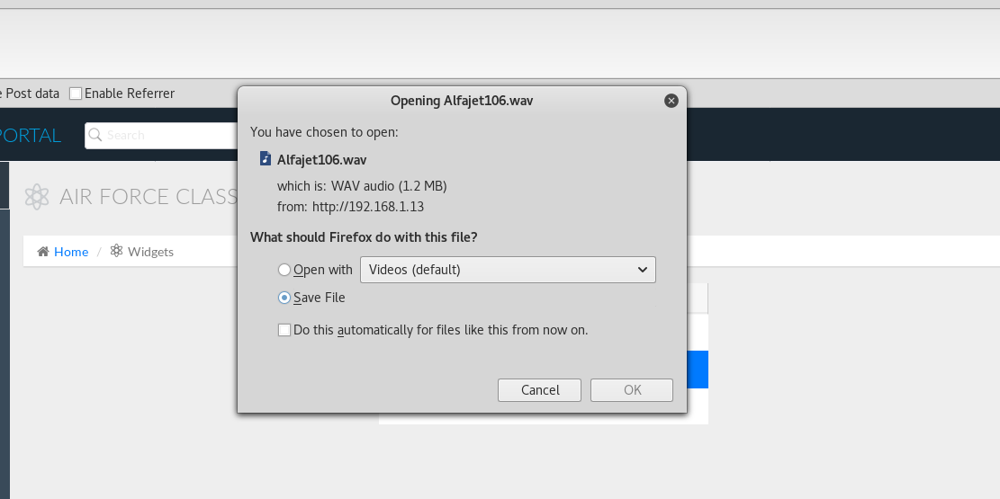 Post data Enable Referrer
Opening Alfajet106.wav
PORTAL Search
You have chosen to open:
Alfajet106.wav
which is: WAV audio (1.2 MB)
from: http://192.168.1.13
AIR FORCE CLASS
What should Firefox do with this file?
Home / Widgets
Open with Videos (default)
Save File
Do this automatically for files like this from now on.
Cancel OK